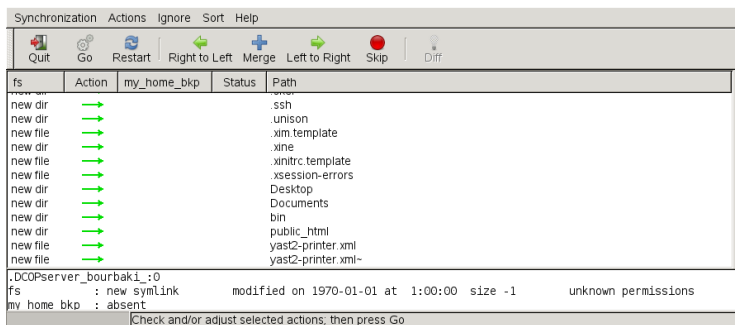 Synchronization Actions Ignore Sort Help
Quit Go Restart Right to Left Merge Left to Right Skip Diff
fs Action my_home_bkp Status Path
new dir .ssh
new dir .unison
new file .xim.template
new dir .xine
new file .xinitrc.template
new file .xsession-errors
new dir Desktop
new dir Documents
new dir bin
new dir public_html
new file yast2-printer.xml
new file yast2-printer.xml~
.DCOPserver_bourbaki_:0
fs : new symlink modified on 1970-01-01 at 1:00:00 size -1 unknown permissions
my_home_bkp : absent
Check and/or adjust selected actions; then press Go